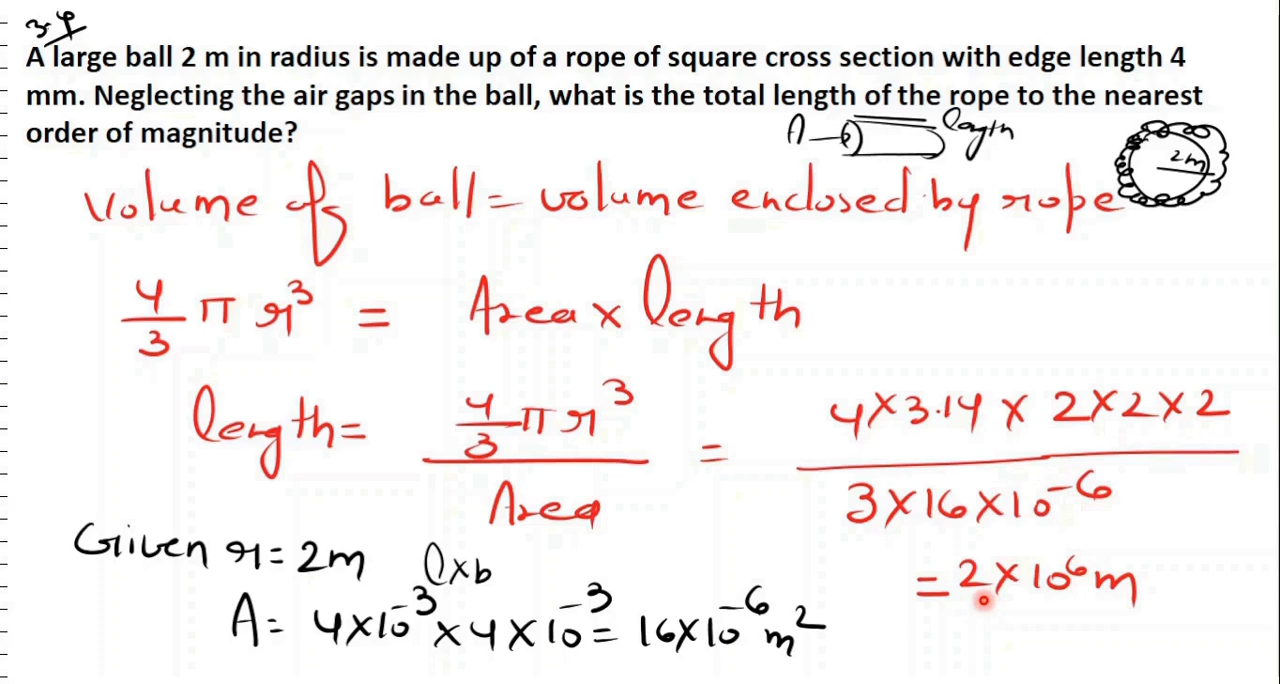 34
A large ball 2 m in radius is made up of a rope of square cross section with edge length 4
mm. Neglecting the air gaps in the ball, what is the total length of the rope to the nearest
order of magnitude?
A length
2m
Volume of ball = volume enclosed by rope
4/3 π r³ = Area × length
length = (4/3 π r³)/Area = (4×3.14×2×2×2)/(3×16×10⁻⁶)
Given r = 2m l×b
= 2×10⁶ m
A = 4×10⁻³ × 4×10⁻³ = 16×10⁻⁶ m²